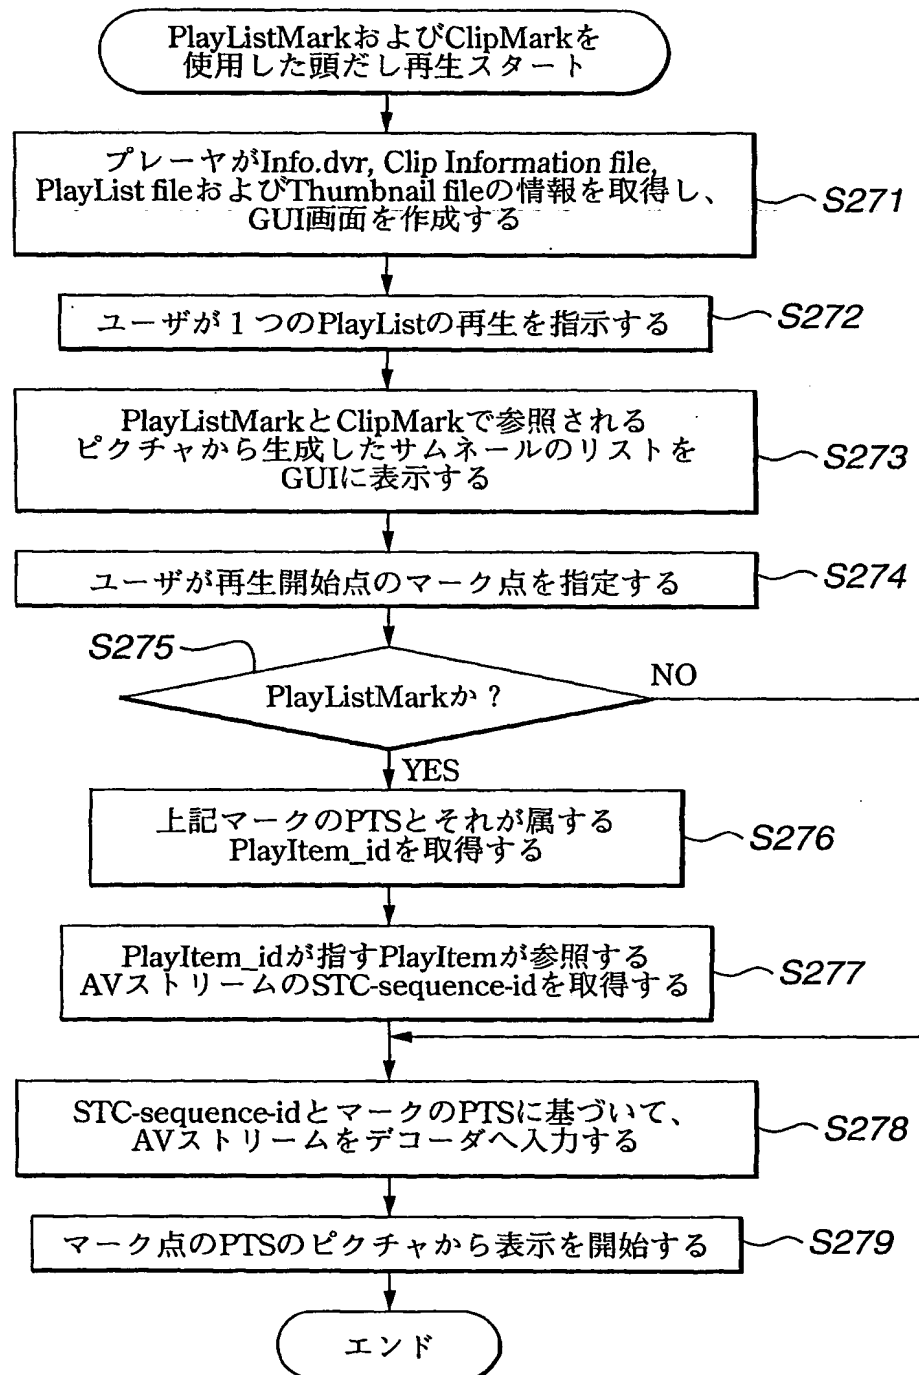 PlayListMarkおよびClipMarkを
使用した頭だし再生スタート
プレーヤがInfo.dvr, Clip Information file,
PlayList fileおよびThumbnail fileの情報を取得し、
GUI画面を作成する
S271
ユーザが1つのPlayListの再生を指示する
S272
PlayListMarkとClipMarkで参照される
ピクチャから生成したサムネールのリストを
GUIに表示する
S273
ユーザが再生開始点のマーク点を指定する
S274
S275
PlayListMarkか?
NO
YES
上記マークのPTSとそれが属する
PlayItem_idを取得する
S276
PlayItem_idが指すPlayItemが参照する
AVストリームのSTC-sequence-idを取得する
S277
STC-sequence-idとマークのPTSに基づいて、
AVストリームをデコーダへ入力する
S278
マーク点のPTSのピクチャから表示を開始する
S279
エンド